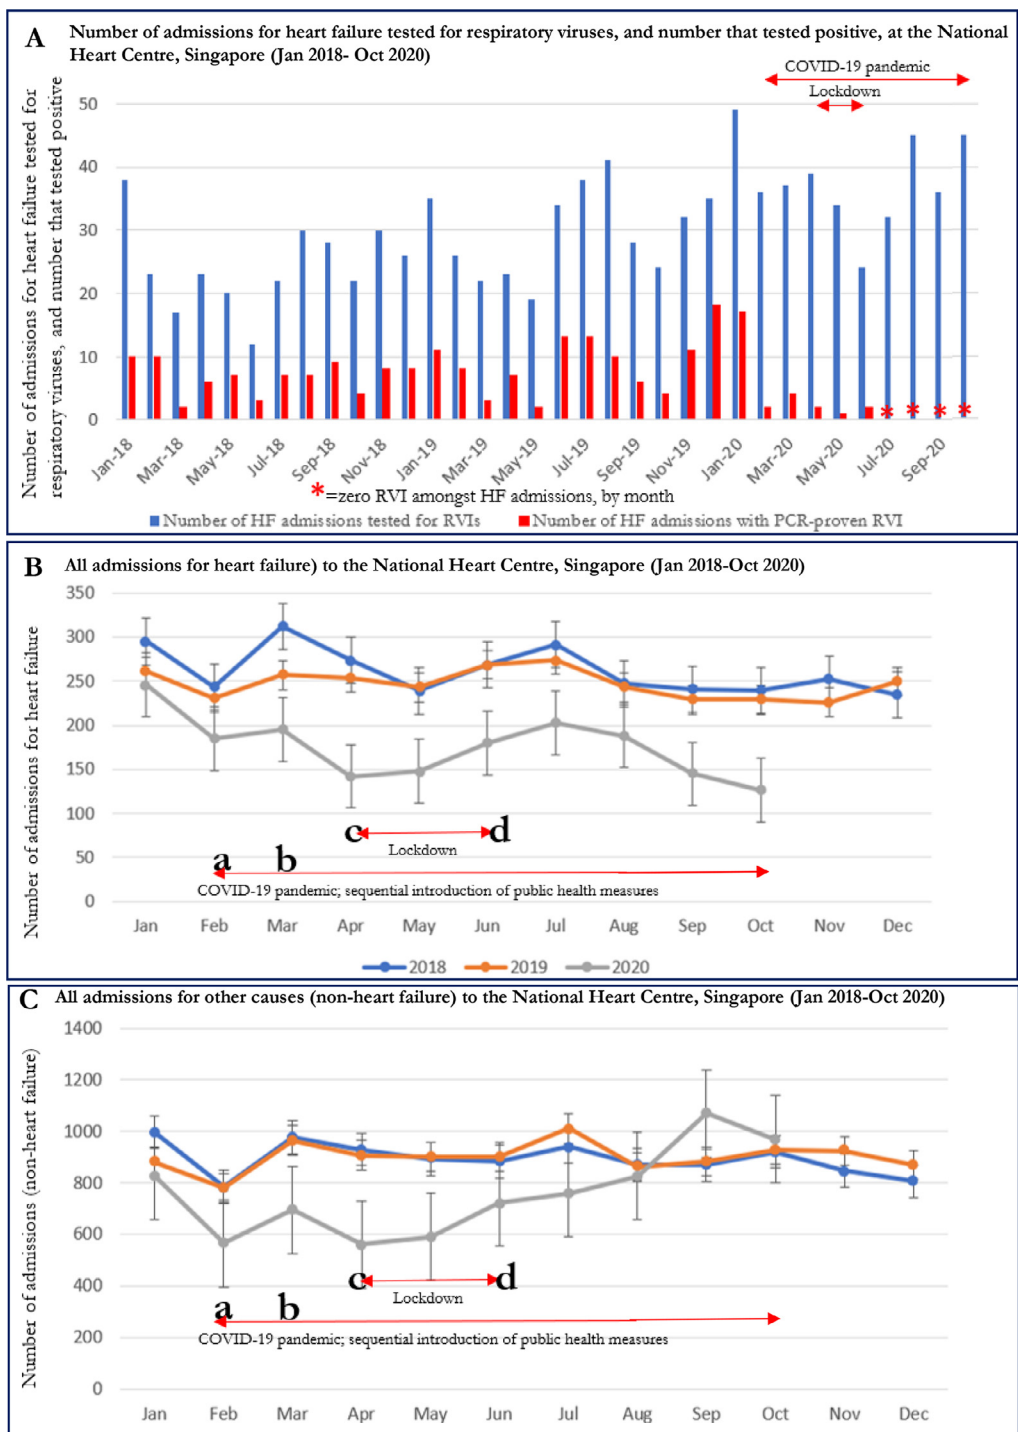 A
Number of admissions for heart failure tested for respiratory viruses, and number that tested positive, at the National
Heart Centre, Singapore (Jan 2018- Oct 2020)
COVID-19 pandemic
Lockdown
Number of admissions for heart failure tested for
respiratory viruses, and number that tested positive
50
40
30
20
10
0
Jan-18
Mar-18
May-18
Jul-18
Sep-18
Nov-18
Jan-19
Mar-19
May-19
Jul-19
Sep-19
Nov-19
Jan-20
Mar-20
May-20
Jul-20
Sep-20
* * * *
*=zero RVI amongst HF admissions, by month
Number of HF admissions tested for RVIs
Number of HF admissions with PCR-proven RVI
B
All admissions for heart failure) to the National Heart Centre, Singapore (Jan 2018-Oct 2020)
Number of admissions for heart failure
350
300
250
200
150
100
50
0
c
d
Lockdown
a
b
COVID-19 pandemic; sequential introduction of public health measures
Jan Feb Mar Apr May Jun Jul Aug Sep Oct Nov Dec
2018 2019 2020
C
All admissions for other causes (non-heart failure) to the National Heart Centre, Singapore (Jan 2018-Oct 2020)
Number of admissions (non-heart failure)
1400
1200
1000
800
600
400
200
0
c
d
Lockdown
a
b
COVID-19 pandemic; sequential introduction of public health measures
Jan Feb Mar Apr May Jun Jul Aug Sep Oct Nov Dec